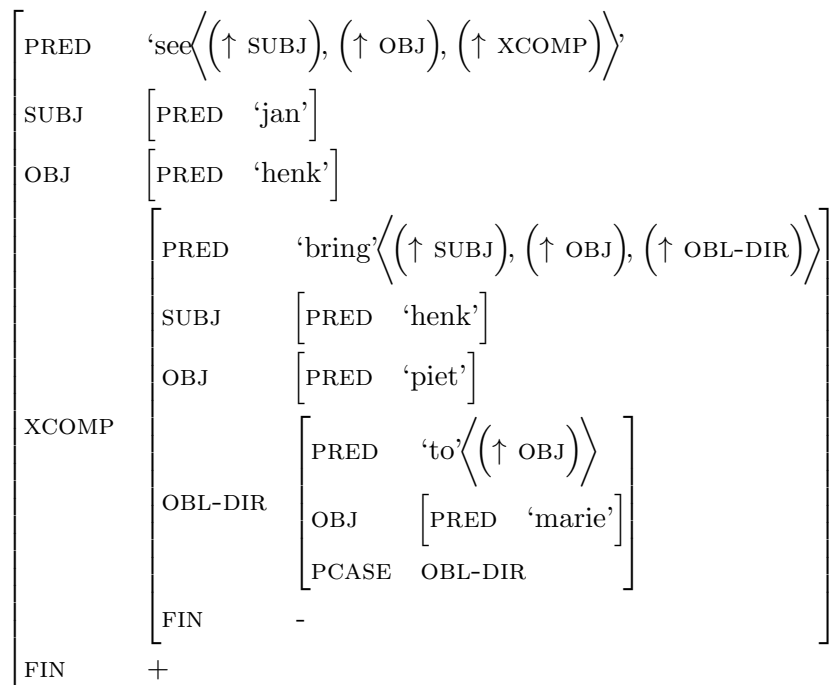 PRED ‘see⟨(↑ SUBJ), (↑ OBJ), (↑ XCOMP)⟩’
SUBJ [PRED ‘jan’]
OBJ [PRED ‘henk’]
PRED ‘bring’⟨(↑ SUBJ), (↑ OBJ), (↑ OBL-DIR)⟩
SUBJ [PRED ‘henk’]
OBJ [PRED ‘piet’]
XCOMP
PRED ‘to’⟨(↑ OBJ)⟩
OBL-DIR
OBJ [PRED ‘marie’]
PCASE OBL-DIR
FIN -
FIN +